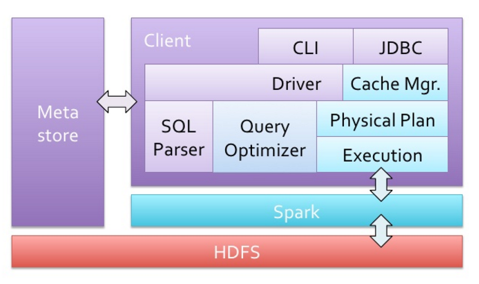 Client
CLI
JDBC
Driver
Cache Mgr.
Meta
store
SQL
Parser
Query
Optimizer
Physical Plan
Execution
Spark
HDFS